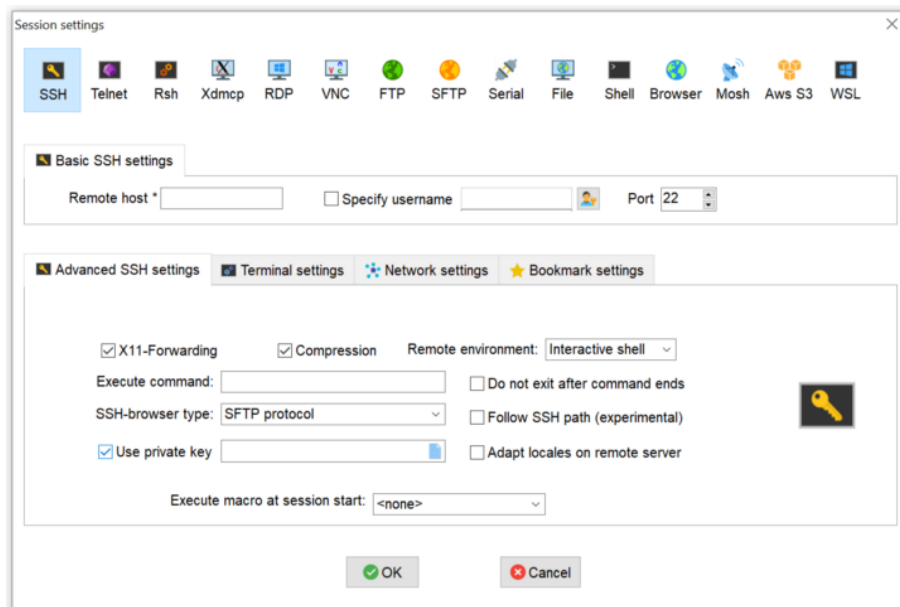 Session settings
SSH Telnet Rsh Xdmcp RDP VNC FTP SFTP Serial File Shell Browser Mosh Aws S3 WSL
Basic SSH settings
Remote host * Specify username Port 22
Advanced SSH settings Terminal settings Network settings Bookmark settings
X11-Forwarding Compression Remote environment: Interactive shell
Execute command: Do not exit after command ends
SSH-browser type: SFTP protocol Follow SSH path (experimental)
Use private key Adapt locales on remote server
Execute macro at session start: <none>
OK Cancel